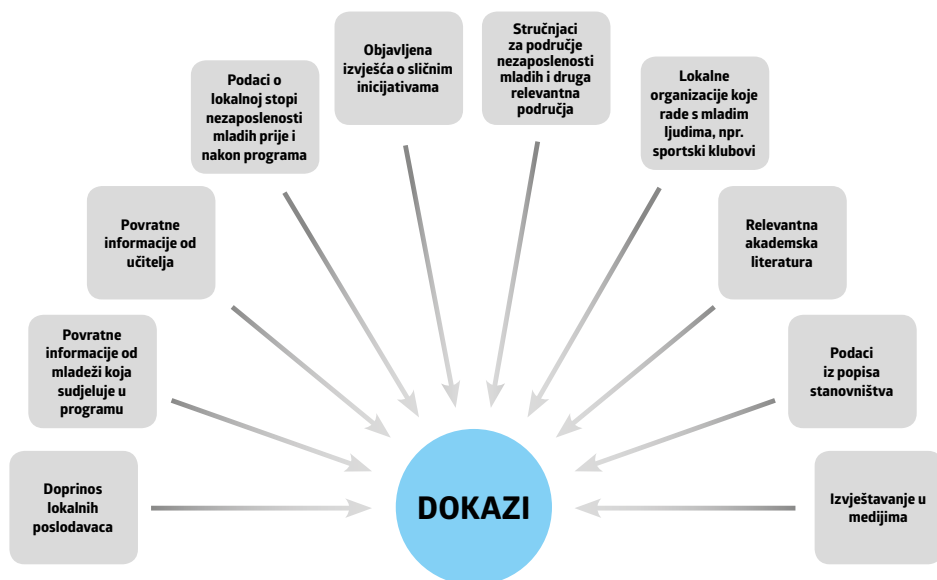 Doprinos
lokalnih
poslodavaca
Povratne
informacije od
mladeži koja
sudjeluje u
programu
Povratne
informacije od
učitelja
Podaci o
lokalnoj stopi
nezaposlenosti
mladih prije i
nakon programa
Objavljena
izvješća o sličnim
inicijativama
Stručnjaci
za područje
nezaposlenosti
mladih i druga
relevantna
područja
Lokalne
organizacije koje
rade s mladim
ljudima, npr.
sportski klubovi
Relevantna
akademska
literatura
Podaci
iz popisa
stanovništva
Izvještavanje u
medijima
DOKAZI